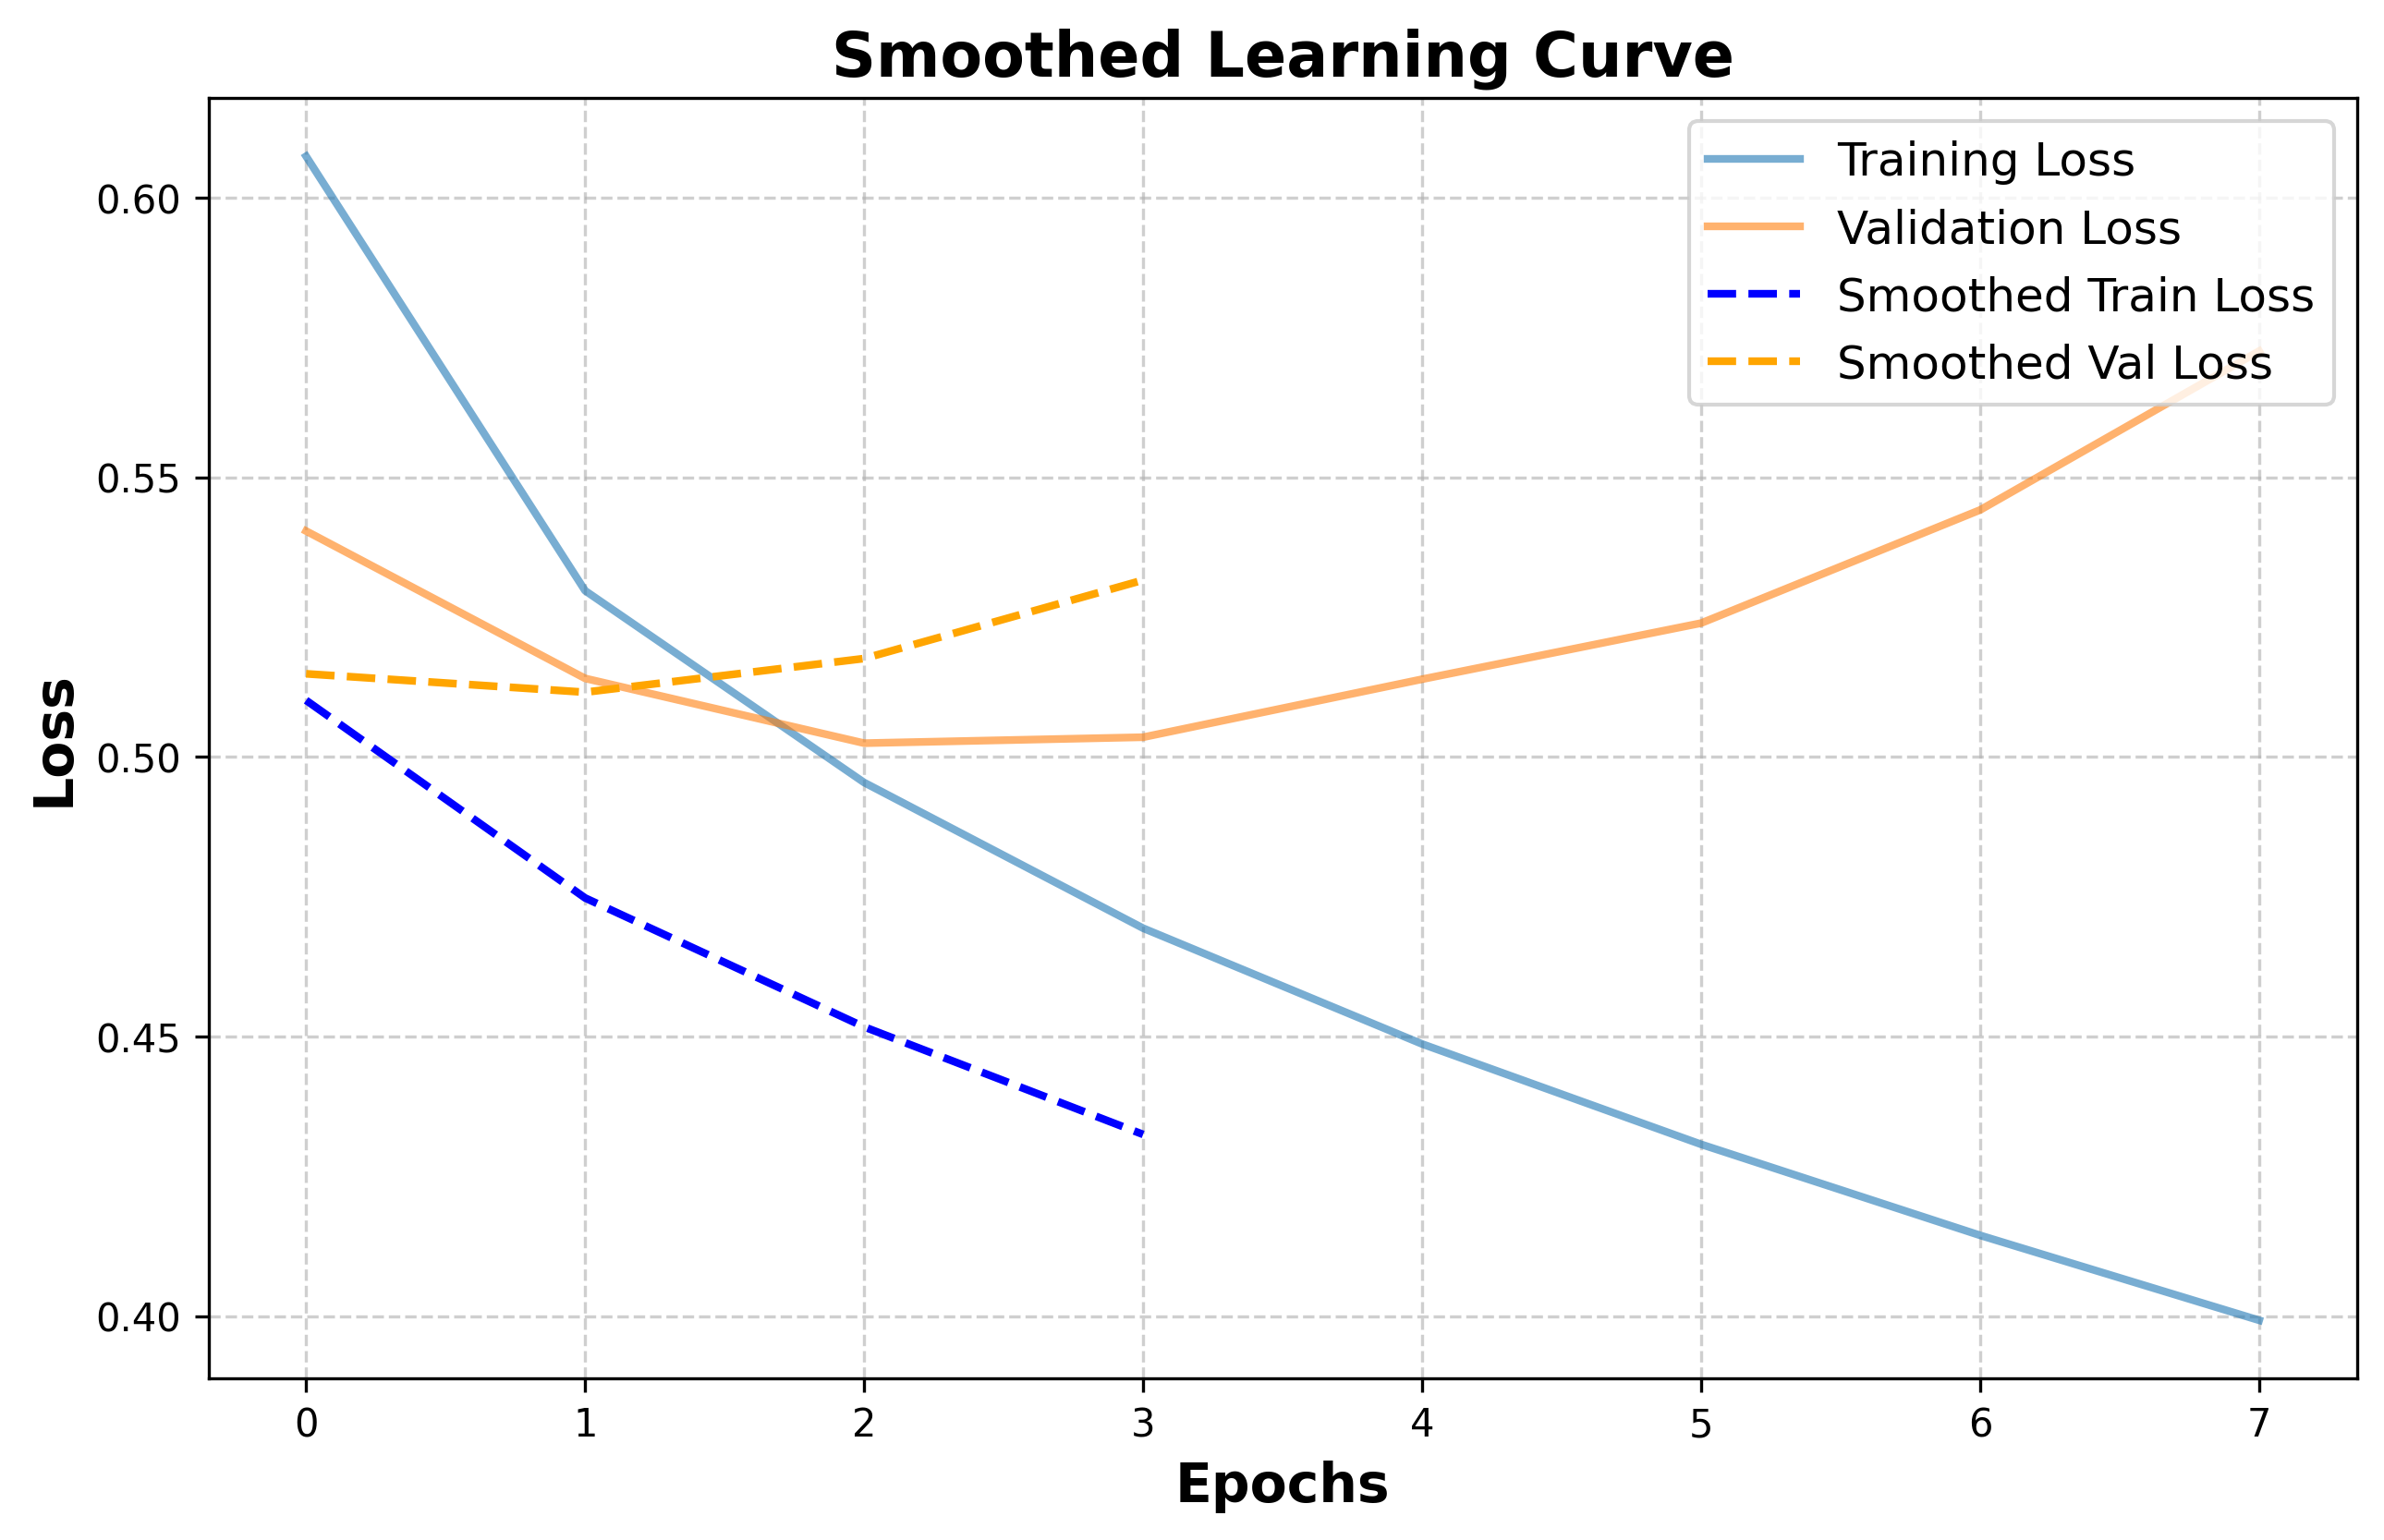 Smoothed Learning Curve
Training Loss
Validation Loss
Smoothed Train Loss
Smoothed Val Loss
0.60
0.55
0.50
0.45
0.40
Loss
0 1 2 3 4 5 6 7
Epochs